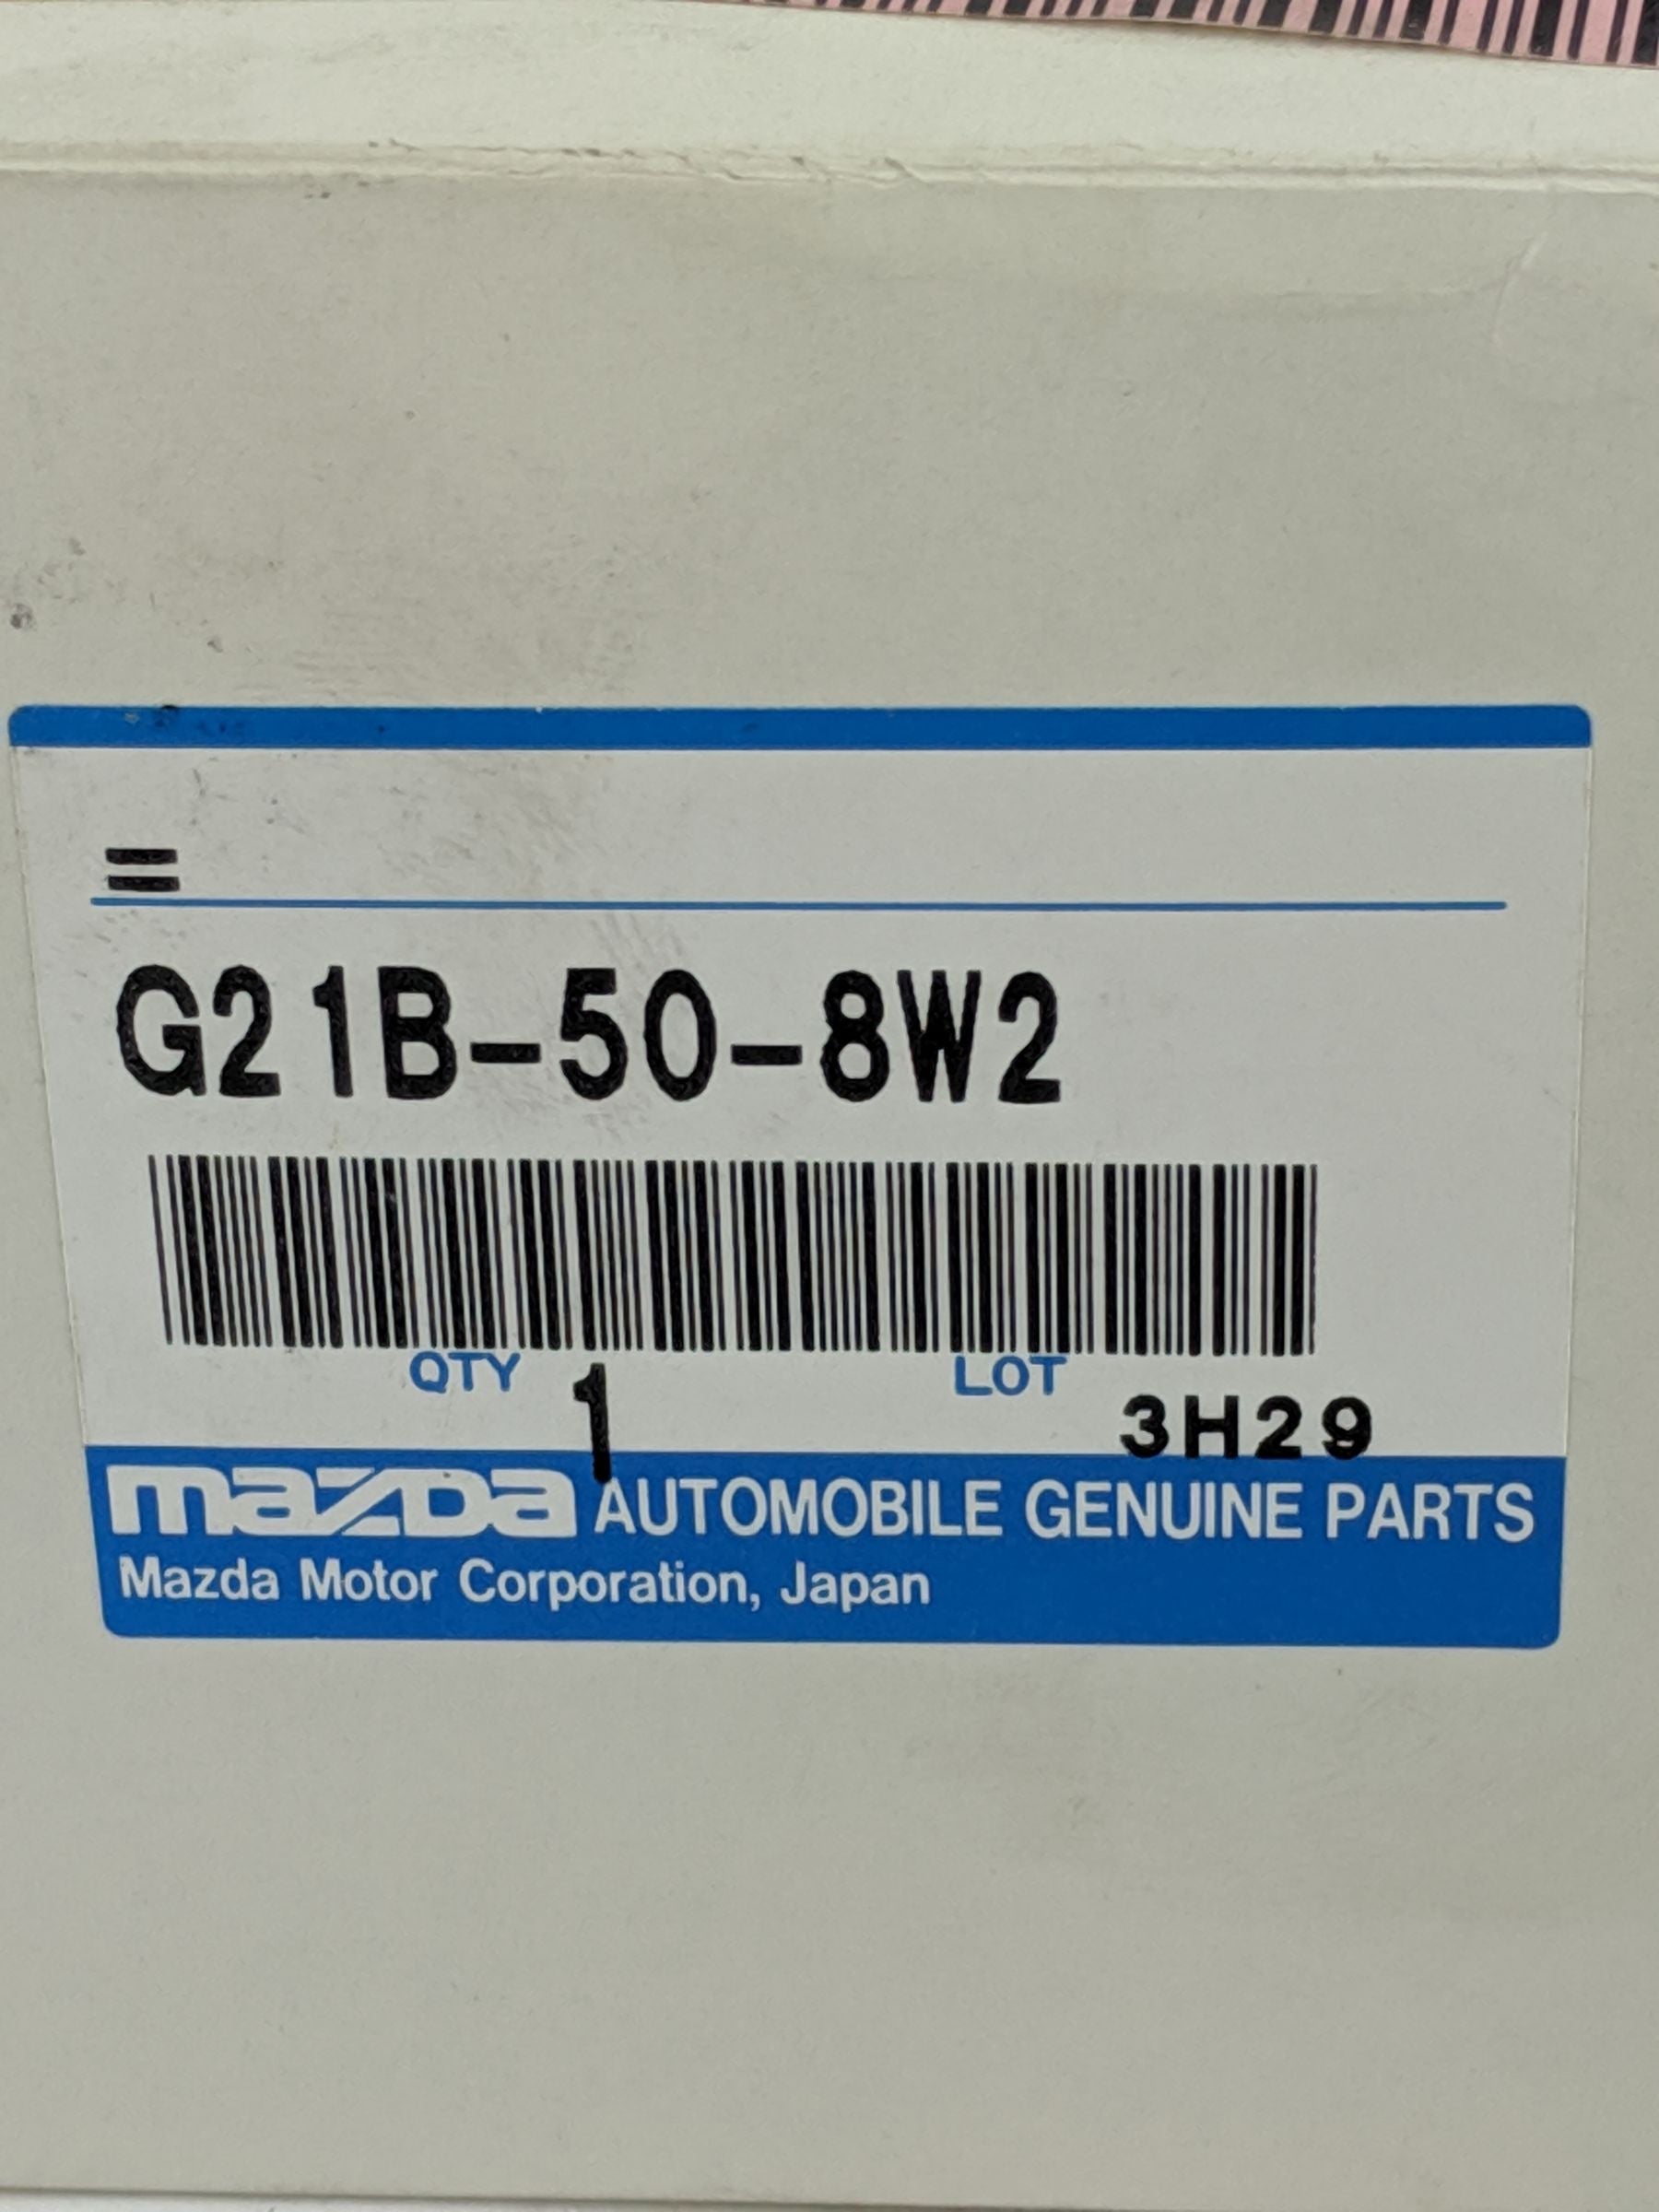 =
G21B-50-8W2
QTY 1 LOT 3H29
mazda AUTOMOBILE GENUINE PARTS
Mazda Motor Corporation, Japan